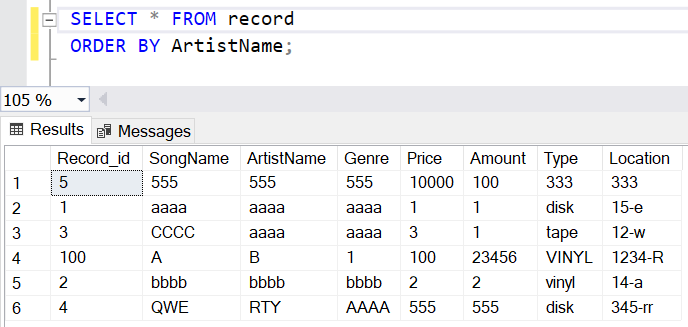 SELECT * FROM record
ORDER BY ArtistName;
105 %
Results Messages
Record_id SongName ArtistName Genre Price Amount Type Location
1 5 555 555 555 10000 100 333 333
2 1 aaaa aaaa aaaa 1 1 disk 15-e
3 3 CCCC aaaa aaaa 3 1 tape 12-w
4 100 A B 1 100 23456 VINYL 1234-R
5 2 bbbb bbbb bbbb 2 2 vinyl 14-a
6 4 QWE RTY AAAA 555 555 disk 345-rr